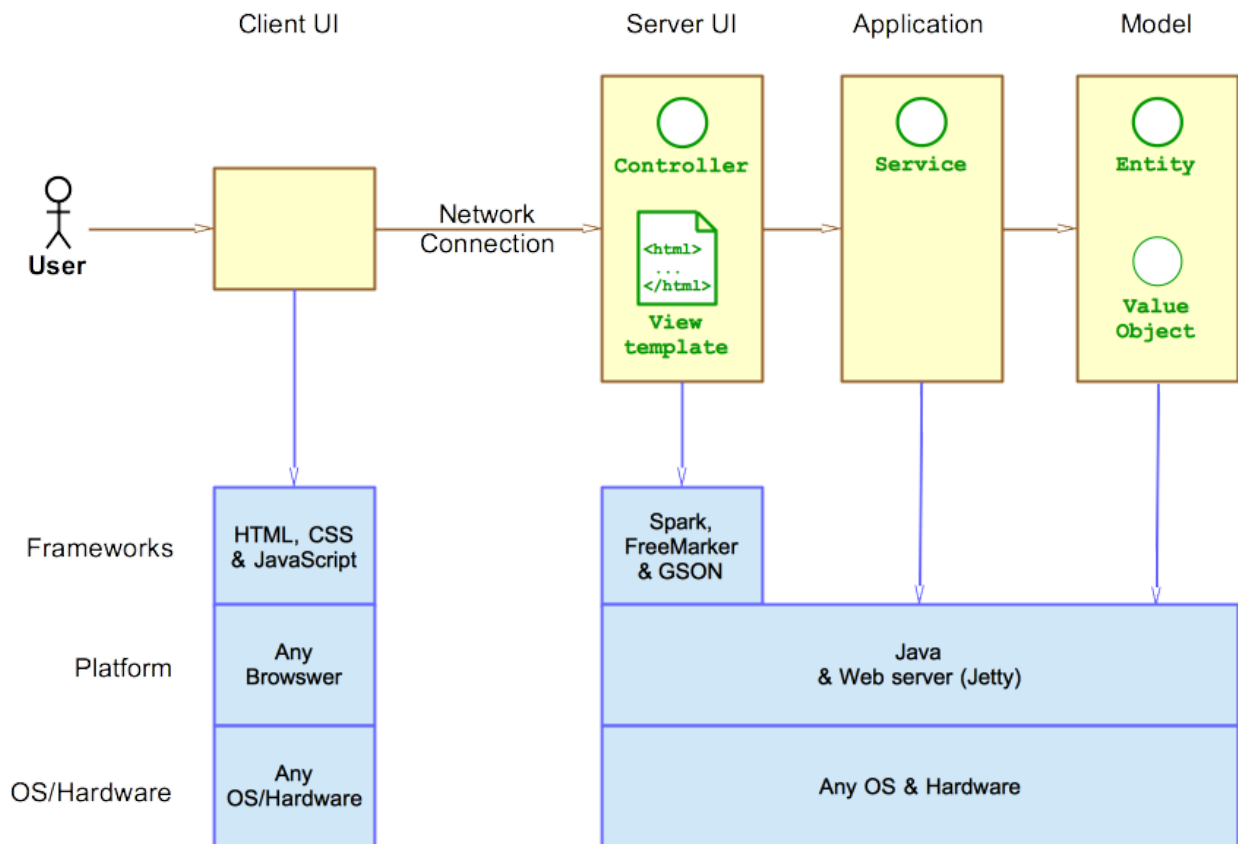 Client UI
Server UI
Application
Model
Controller
Service
Entity
User
Network
Connection
<html>
...
</html>
View
template
Value
Object
Frameworks
HTML, CSS
& JavaScript
Spark,
FreeMarker
& GSON
Platform
Any
Browswer
Java
& Web server (Jetty)
OS/Hardware
Any
OS/Hardware
Any OS & Hardware